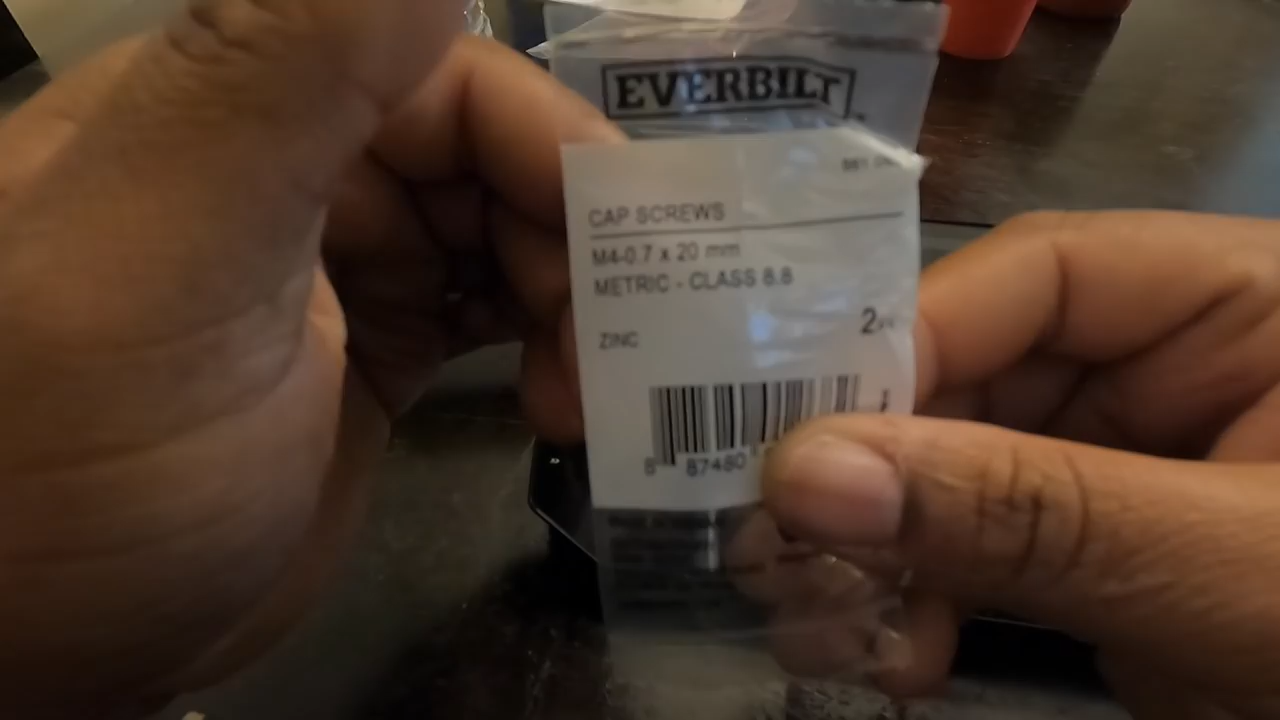 EVERBILT
CAP SCREWS
M4-0.7 x 20 mm
METRIC - CLASS 8.8
2
ZINC
8 87480